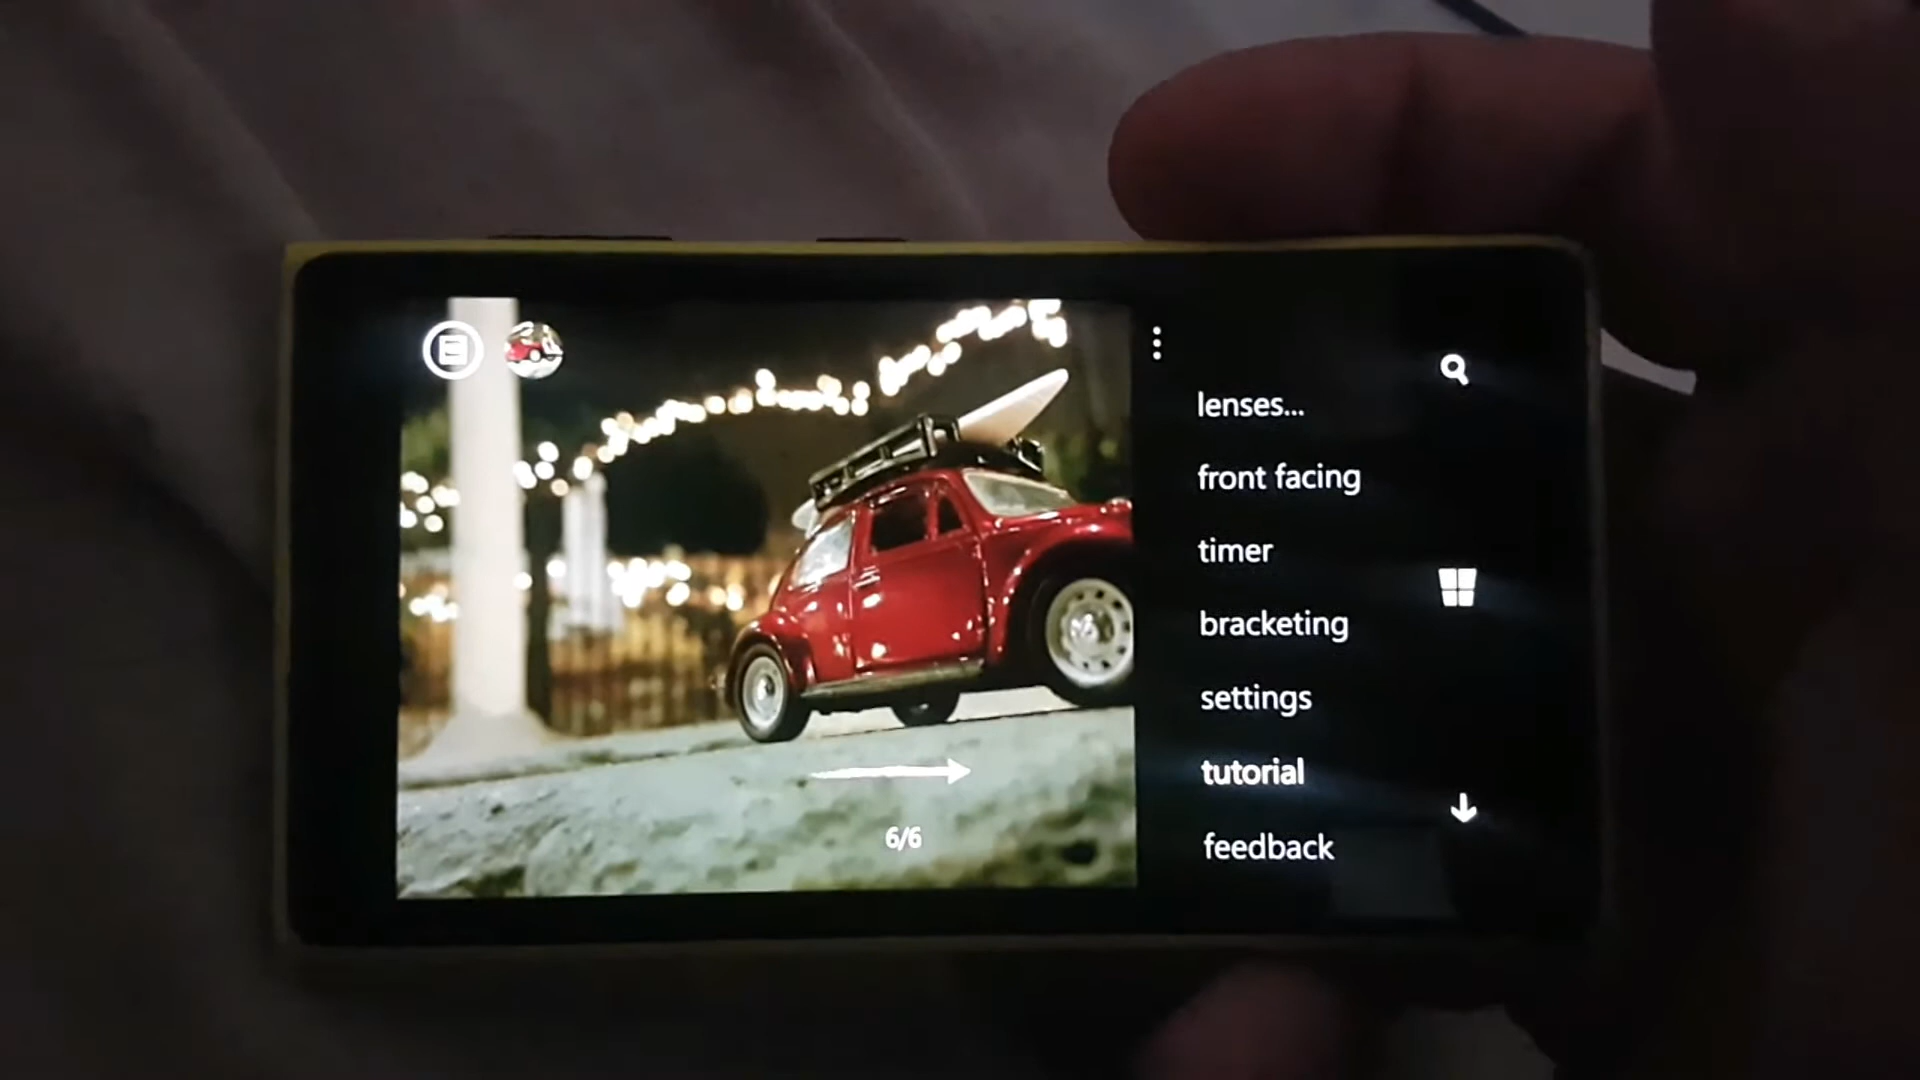 lenses...
front facing
timer
bracketing
settings
tutorial
feedback
6/6